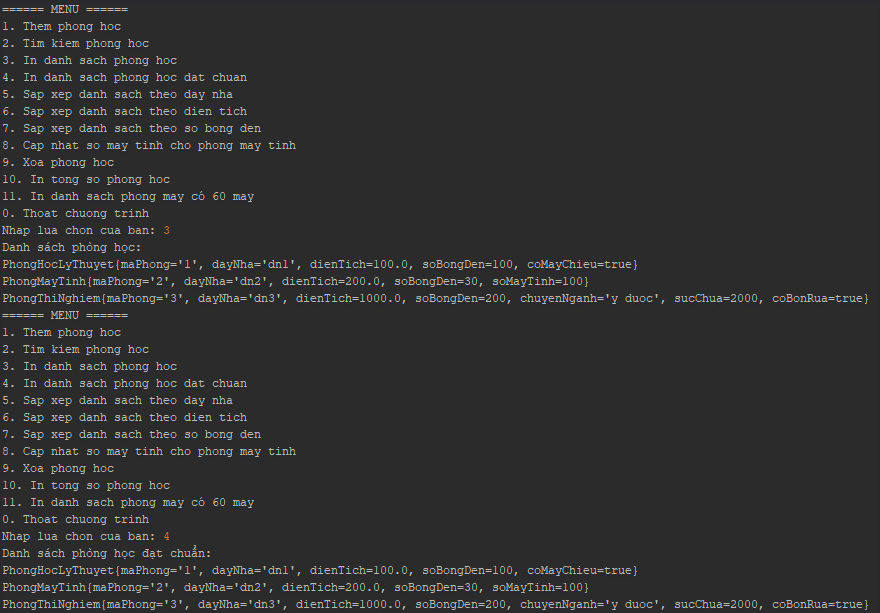 ====== MENU ======
1. Them phong hoc
2. Tim kiem phong hoc
3. In danh sach phong hoc
4. In danh sach phong hoc dat chuan
5. Sap xep danh sach theo day nha
6. Sap xep danh sach theo dien tich
7. Sap xep danh sach theo so bong den
8. Cap nhat so may tinh cho phong may tinh
9. Xoa phong hoc
10. In tong so phong hoc
11. In danh sach phong may có 60 may
0. Thoat chuong trinh
Nhap lua chon cua ban: 3
Danh sách phòng học:
PhongHocLyThuyet{maPhong='1', dayNha='dn1', dienTich=100.0, soBongDen=100, coMayChieu=true}
PhongMayTinh{maPhong='2', dayNha='dn2', dienTich=200.0, soBongDen=30, soMayTinh=100}
PhongThiNghiem{maPhong='3', dayNha='dn3', dienTich=1000.0, soBongDen=200, chuyenNganh='y duoc', sucChua=2000, coBonRua=true}
====== MENU ======
1. Them phong hoc
2. Tim kiem phong hoc
3. In danh sach phong hoc
4. In danh sach phong hoc dat chuan
5. Sap xep danh sach theo day nha
6. Sap xep danh sach theo dien tich
7. Sap xep danh sach theo so bong den
8. Cap nhat so may tinh cho phong may tinh
9. Xoa phong hoc
10. In tong so phong hoc
11. In danh sach phong may có 60 may
0. Thoat chuong trinh
Nhap lua chon cua ban: 4
Danh sách phòng học đạt chuẩn:
PhongHocLyThuyet{maPhong='1', dayNha='dn1', dienTich=100.0, soBongDen=100, coMayChieu=true}
PhongMayTinh{maPhong='2', dayNha='dn2', dienTich=200.0, soBongDen=30, soMayTinh=100}
PhongThiNghiem{maPhong='3', dayNha='dn3', dienTich=1000.0, soBongDen=200, chuyenNganh='y duoc', sucChua=2000, coBonRua=true}